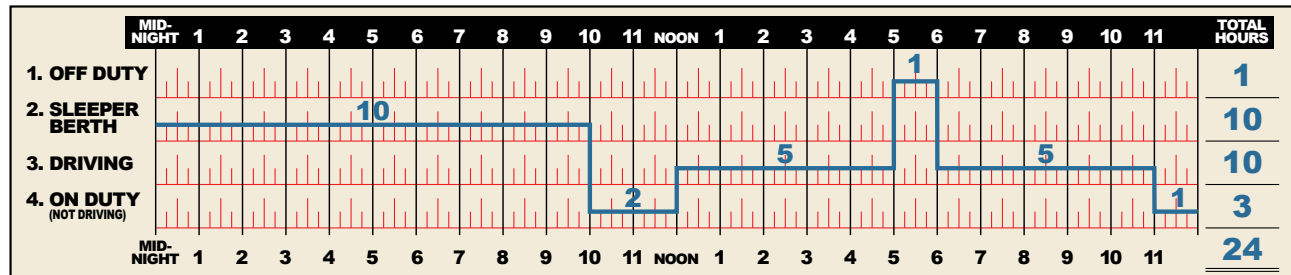 MID-NIGHT 1 2 3 4 5 6 7 8 9 10 11 NOON 1 2 3 4 5 6 7 8 9 10 11 TOTAL HOURS
1. OFF DUTY 1 1
2. SLEEPER BERTH 10 10
3. DRIVING 5 5 10
4. ON DUTY (NOT DRIVING) 2 1 3
MID-NIGHT 1 2 3 4 5 6 7 8 9 10 11 NOON 1 2 3 4 5 6 7 8 9 10 11 24